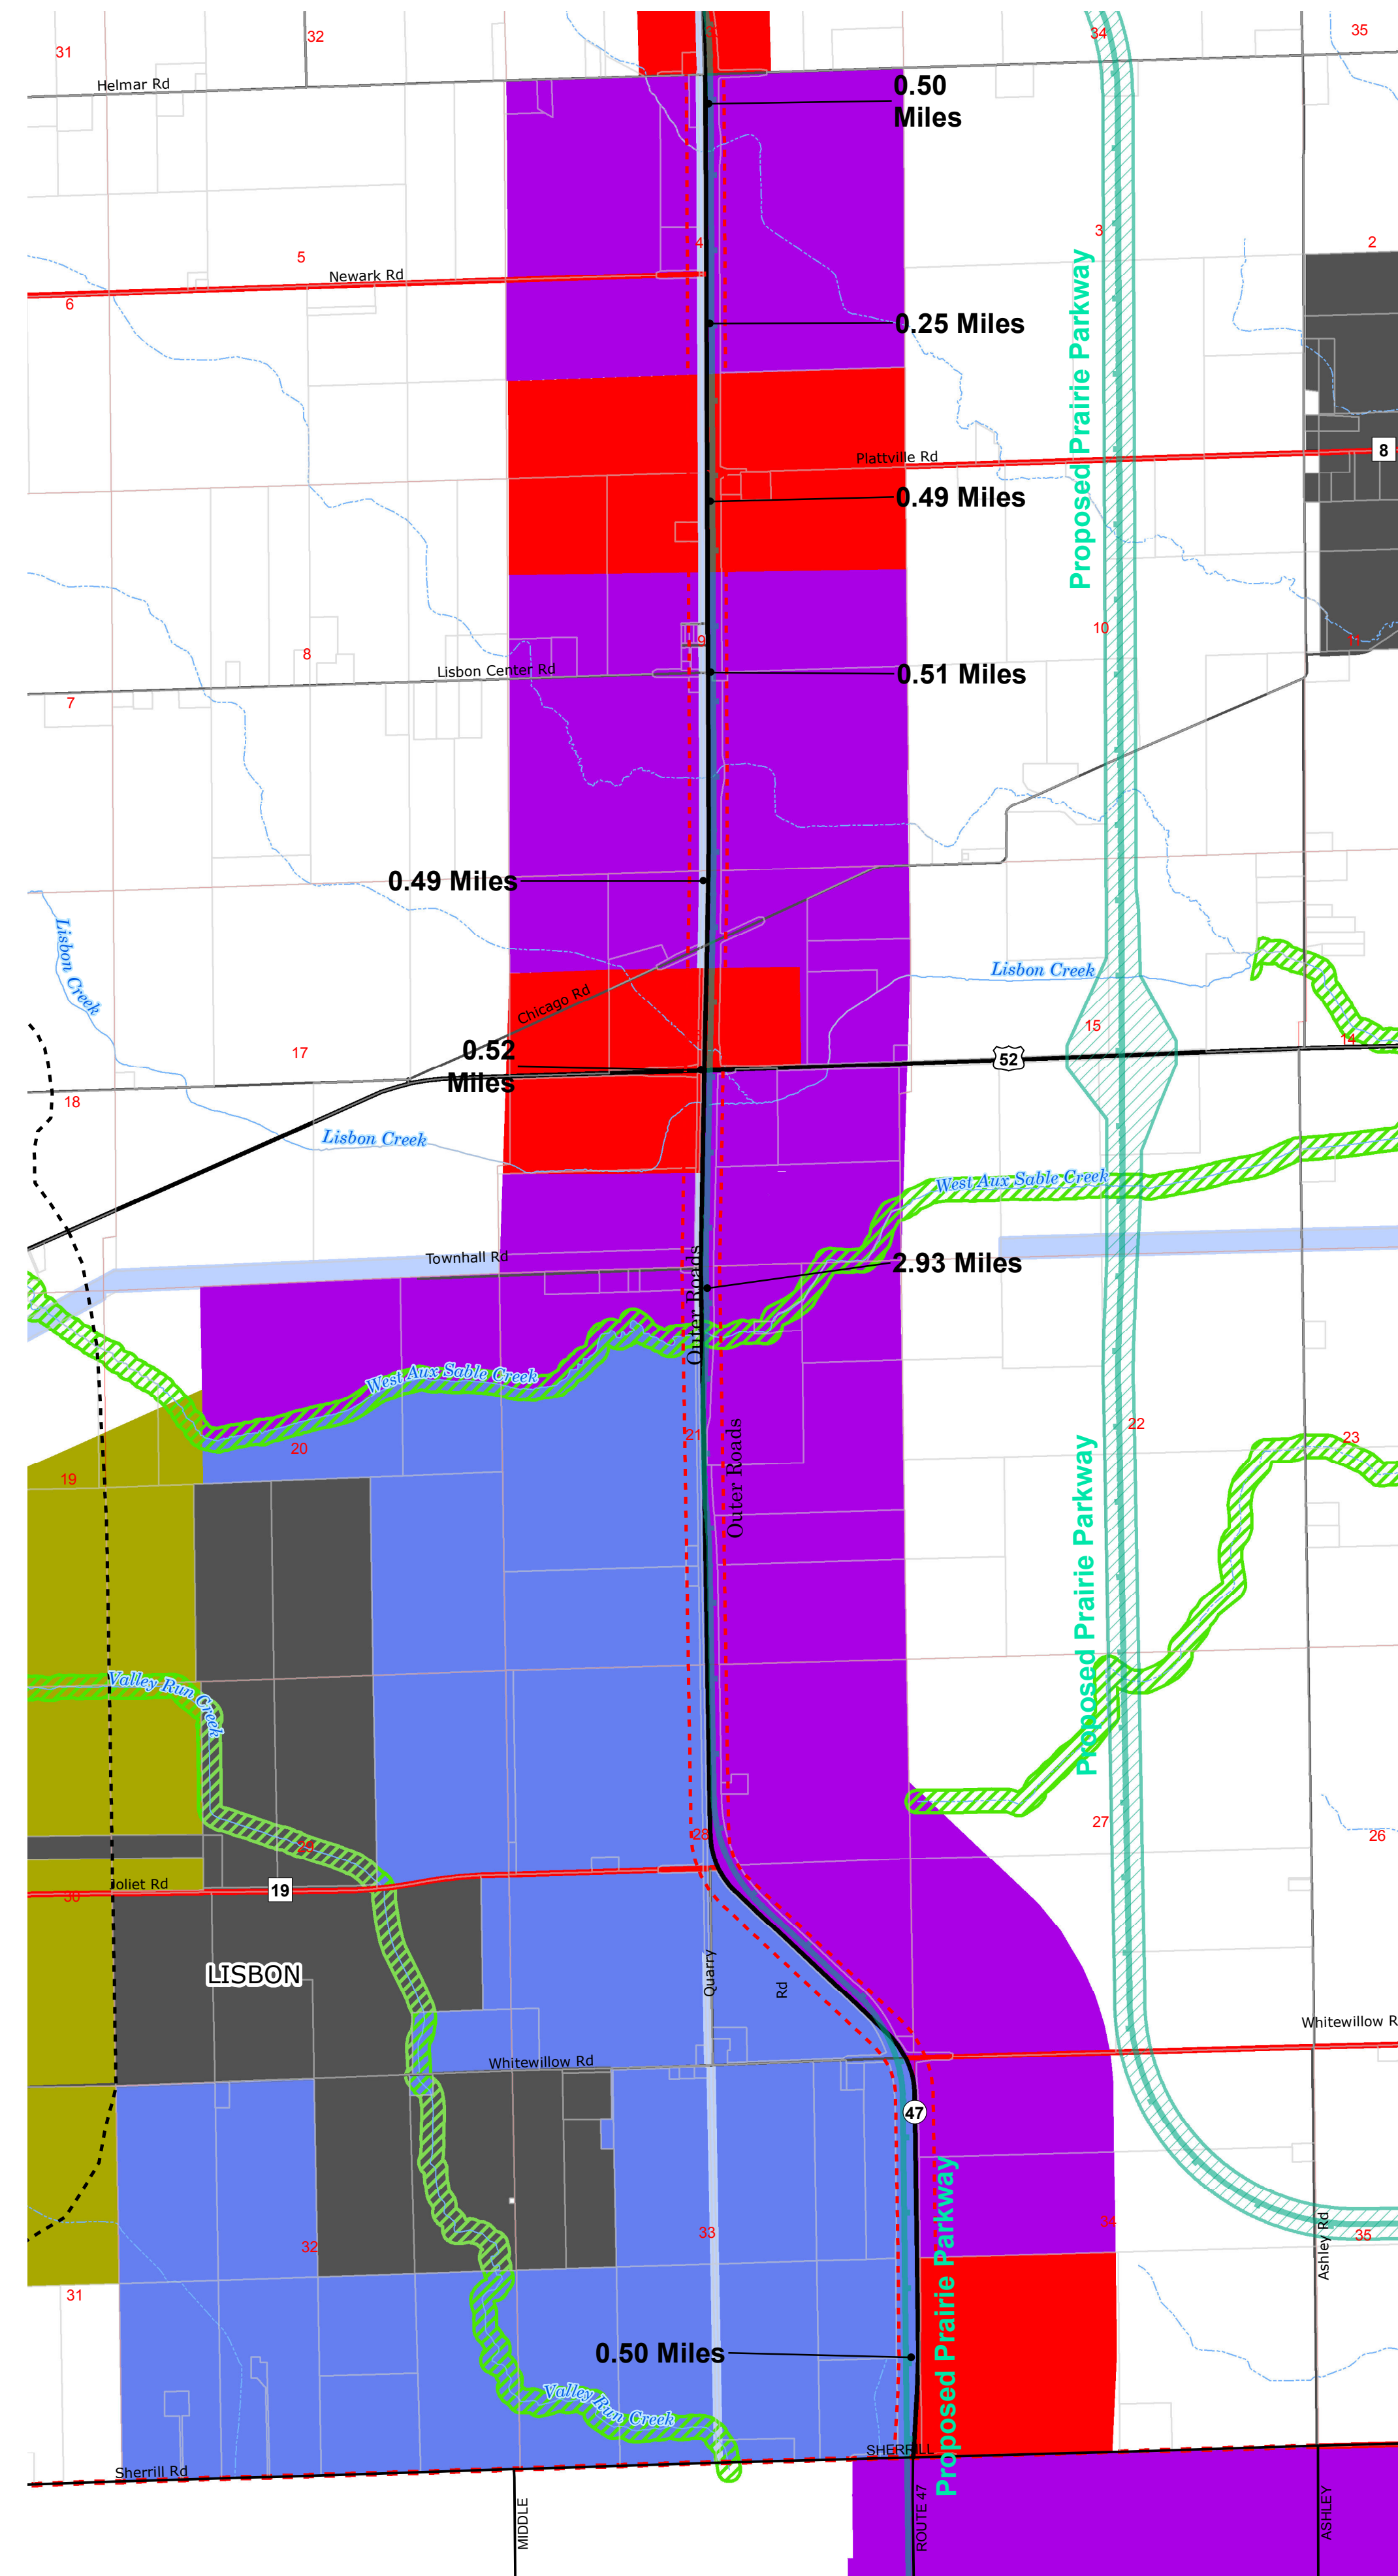 31
32
34
35
Helmar Rd
0.50
Miles
5
4
3
2
Newark Rd
6
0.25 Miles
Proposed Prairie Parkway
Plattville Rd
8
0.49 Miles
10
11
9
8
Lisbon Center Rd
0.51 Miles
7
0.49 Miles
Lisbon Creek
Lisbon Creek
Chicago Rd
15
14
17
0.52
Miles
52
18
Lisbon Creek
West Aux Sable Creek
Townhall Rd
Outer Roads
2.93 Miles
West Aux Sable Creek
22
23
21
20
19
Outer Roads
Proposed Prairie Parkway
Valley Run Creek
27
26
28
29
Joliet Rd
19
30
LISBON
Quarry
Rd
Whitewillow R
Whitewillow Rd
47
34
33
32
35
Ashley Rd
31
Proposed Prairie Parkway
0.50 Miles
Valley Run Creek
SHERRILL
Sherrill Rd
MIDDLE
ROUTE 47
ASHLEY